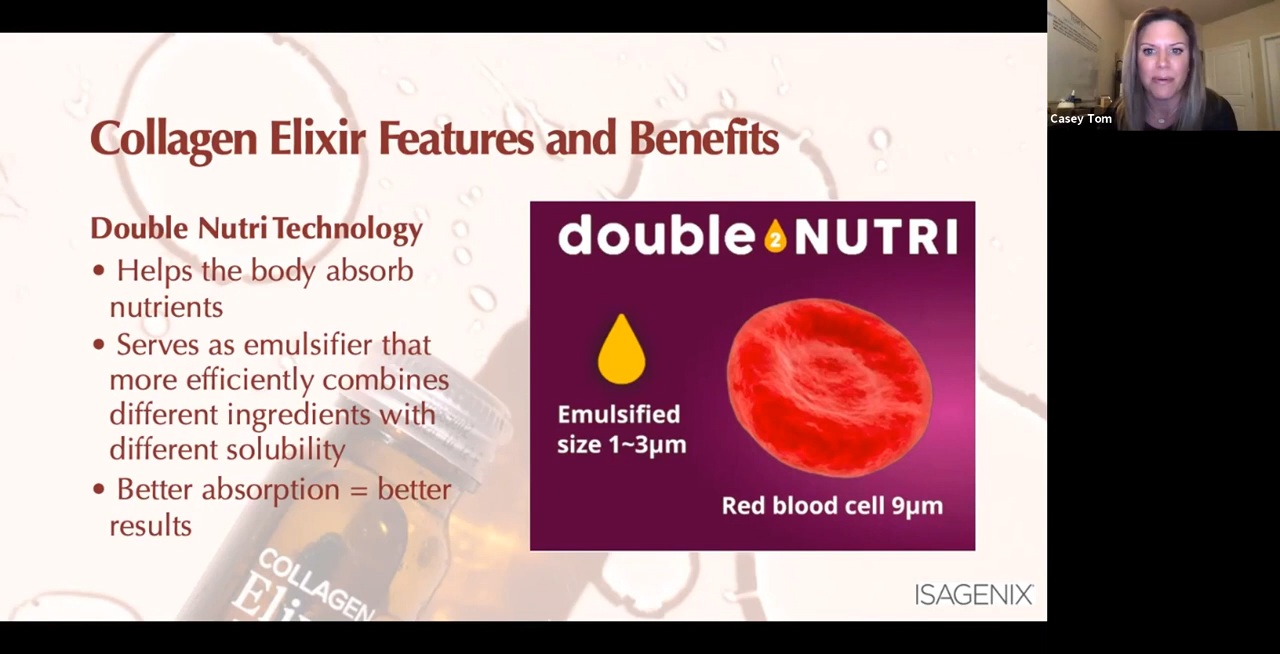 Casey Tom
Collagen Elixir Features and Benefits
Double Nutri Technology
• Helps the body absorb
nutrients
• Serves as emulsifier that
more efficiently combines
different ingredients with
different solubility
• Better absorption = better
results
double 2 NUTRI
Emulsified
size 1~3µm
Red blood cell 9µm
COLLAGEN
ISAGENIX